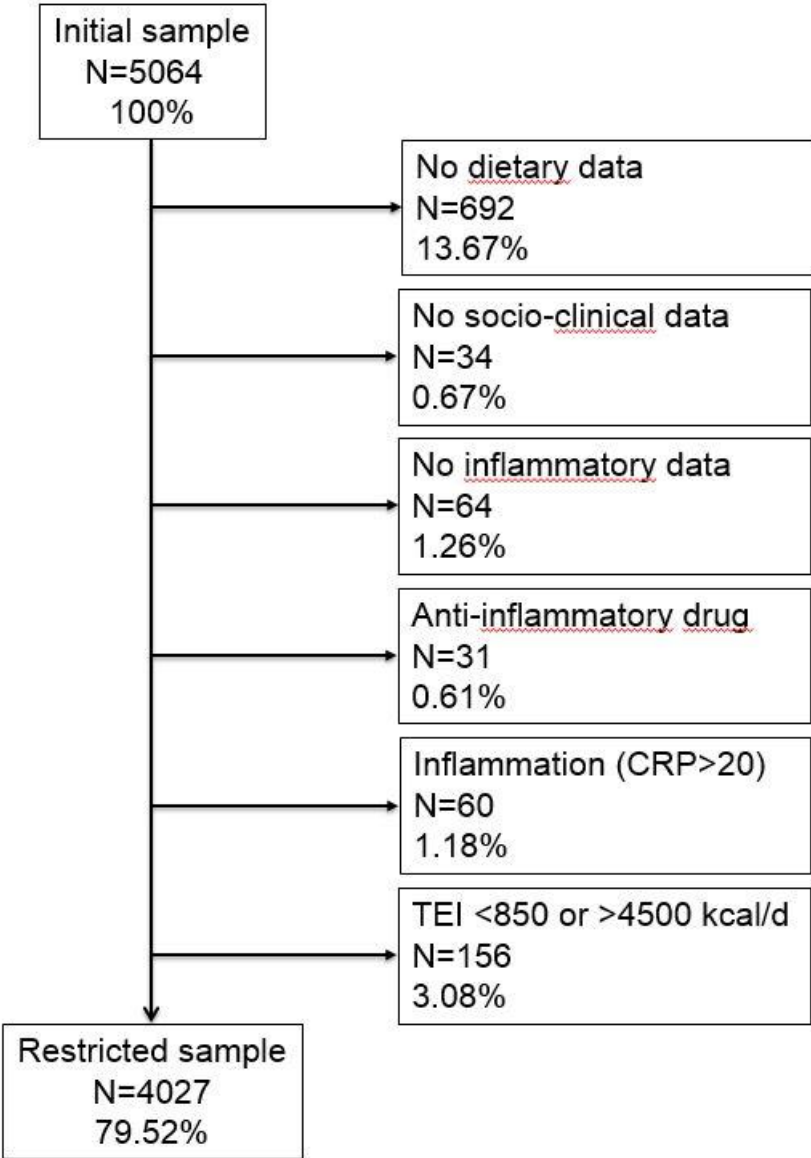 Initial sample
N=5064
100%
No dietary data
N=692
13.67%
No socio-clinical data
N=34
0.67%
No inflammatory data
N=64
1.26%
Anti-inflammatory drug
N=31
0.61%
Inflammation (CRP>20)
N=60
1.18%
TEI <850 or >4500 kcal/d
N=156
3.08%
Restricted sample
N=4027
79.52%